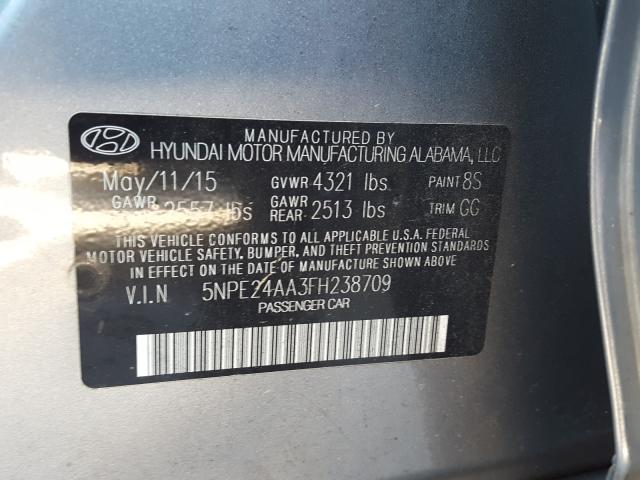 MANUFACTURED BY
HYUNDAI MOTOR MANUFACTURING ALABAMA, LLC
May/11/15 GVWR 4321 lbs PAINT 8S
GAWR 2557 lbs GAWR REAR 2513 lbs TRIM GG
THIS VEHICLE CONFORMS TO ALL APPLICABLE U.S.A. FEDERAL
MOTOR VEHICLE SAFETY, BUMPER, AND THEFT PREVENTION STANDARDS
IN EFFECT ON THE DATE OF MANUFACTURE SHOWN ABOVE.
V.I.N 5NPE24AA3FH238709
PASSENGER CAR